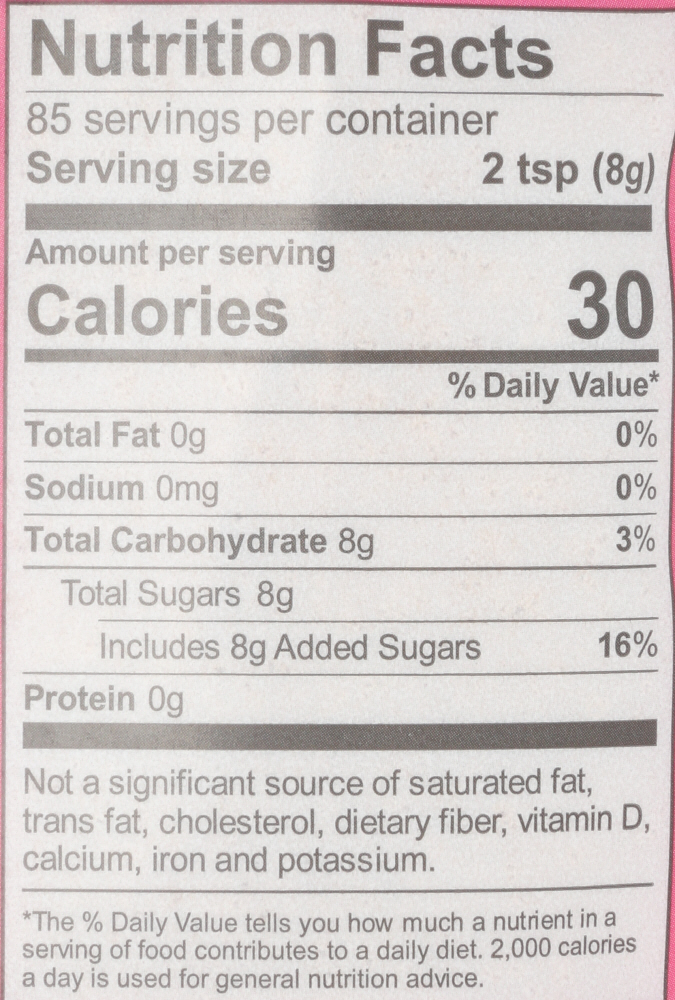 Nutrition Facts
85 servings per container
Serving size 2 tsp (8g)
Amount per serving
Calories 30
% Daily Value*
Total Fat 0g 0%
Sodium 0mg 0%
Total Carbohydrate 8g 3%
Total Sugars 8g
Includes 8g Added Sugars 16%
Protein 0g
Not a significant source of saturated fat,
trans fat, cholesterol, dietary fiber, vitamin D,
calcium, iron and potassium.
*The % Daily Value tells you how much a nutrient in a
serving of food contributes to a daily diet. 2,000 calories
a day is used for general nutrition advice.